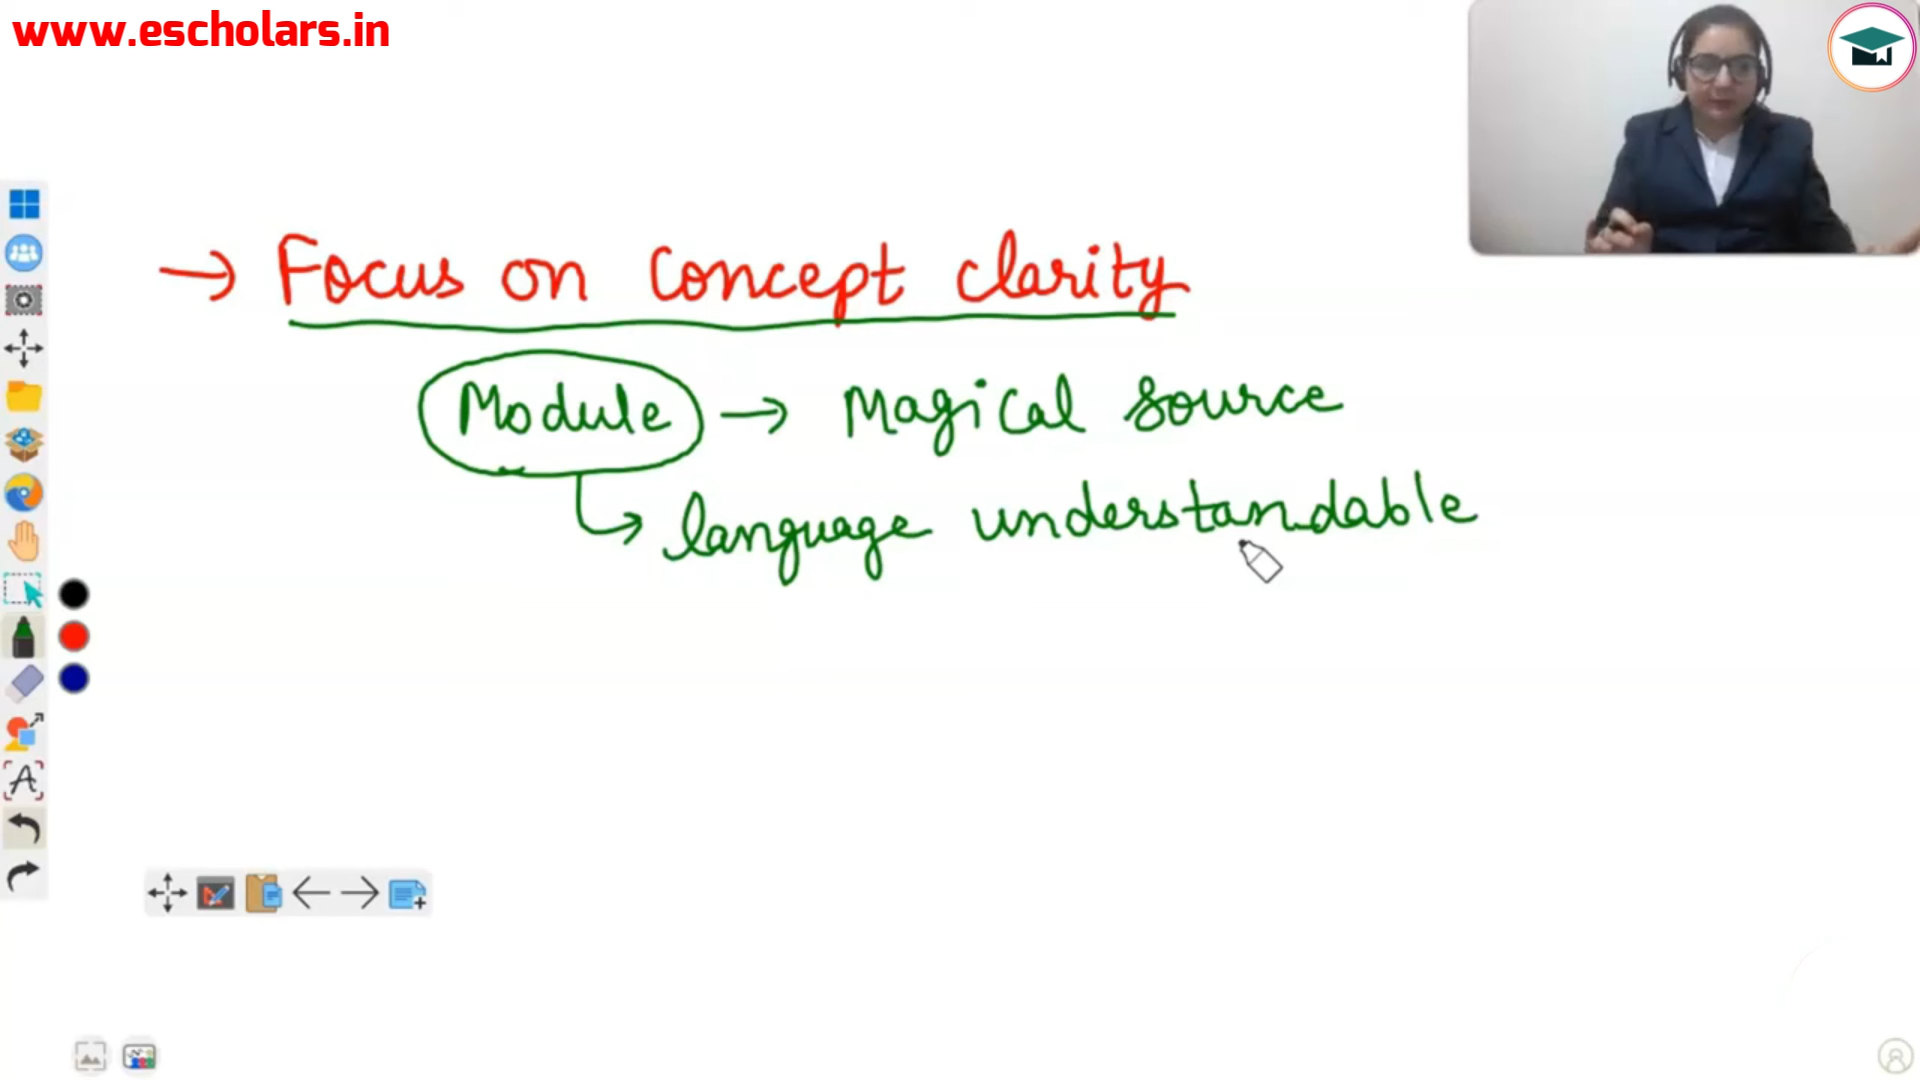 www.escholars.in
→ Focus on concept clarity
Module → Magical source
↳ language understandable